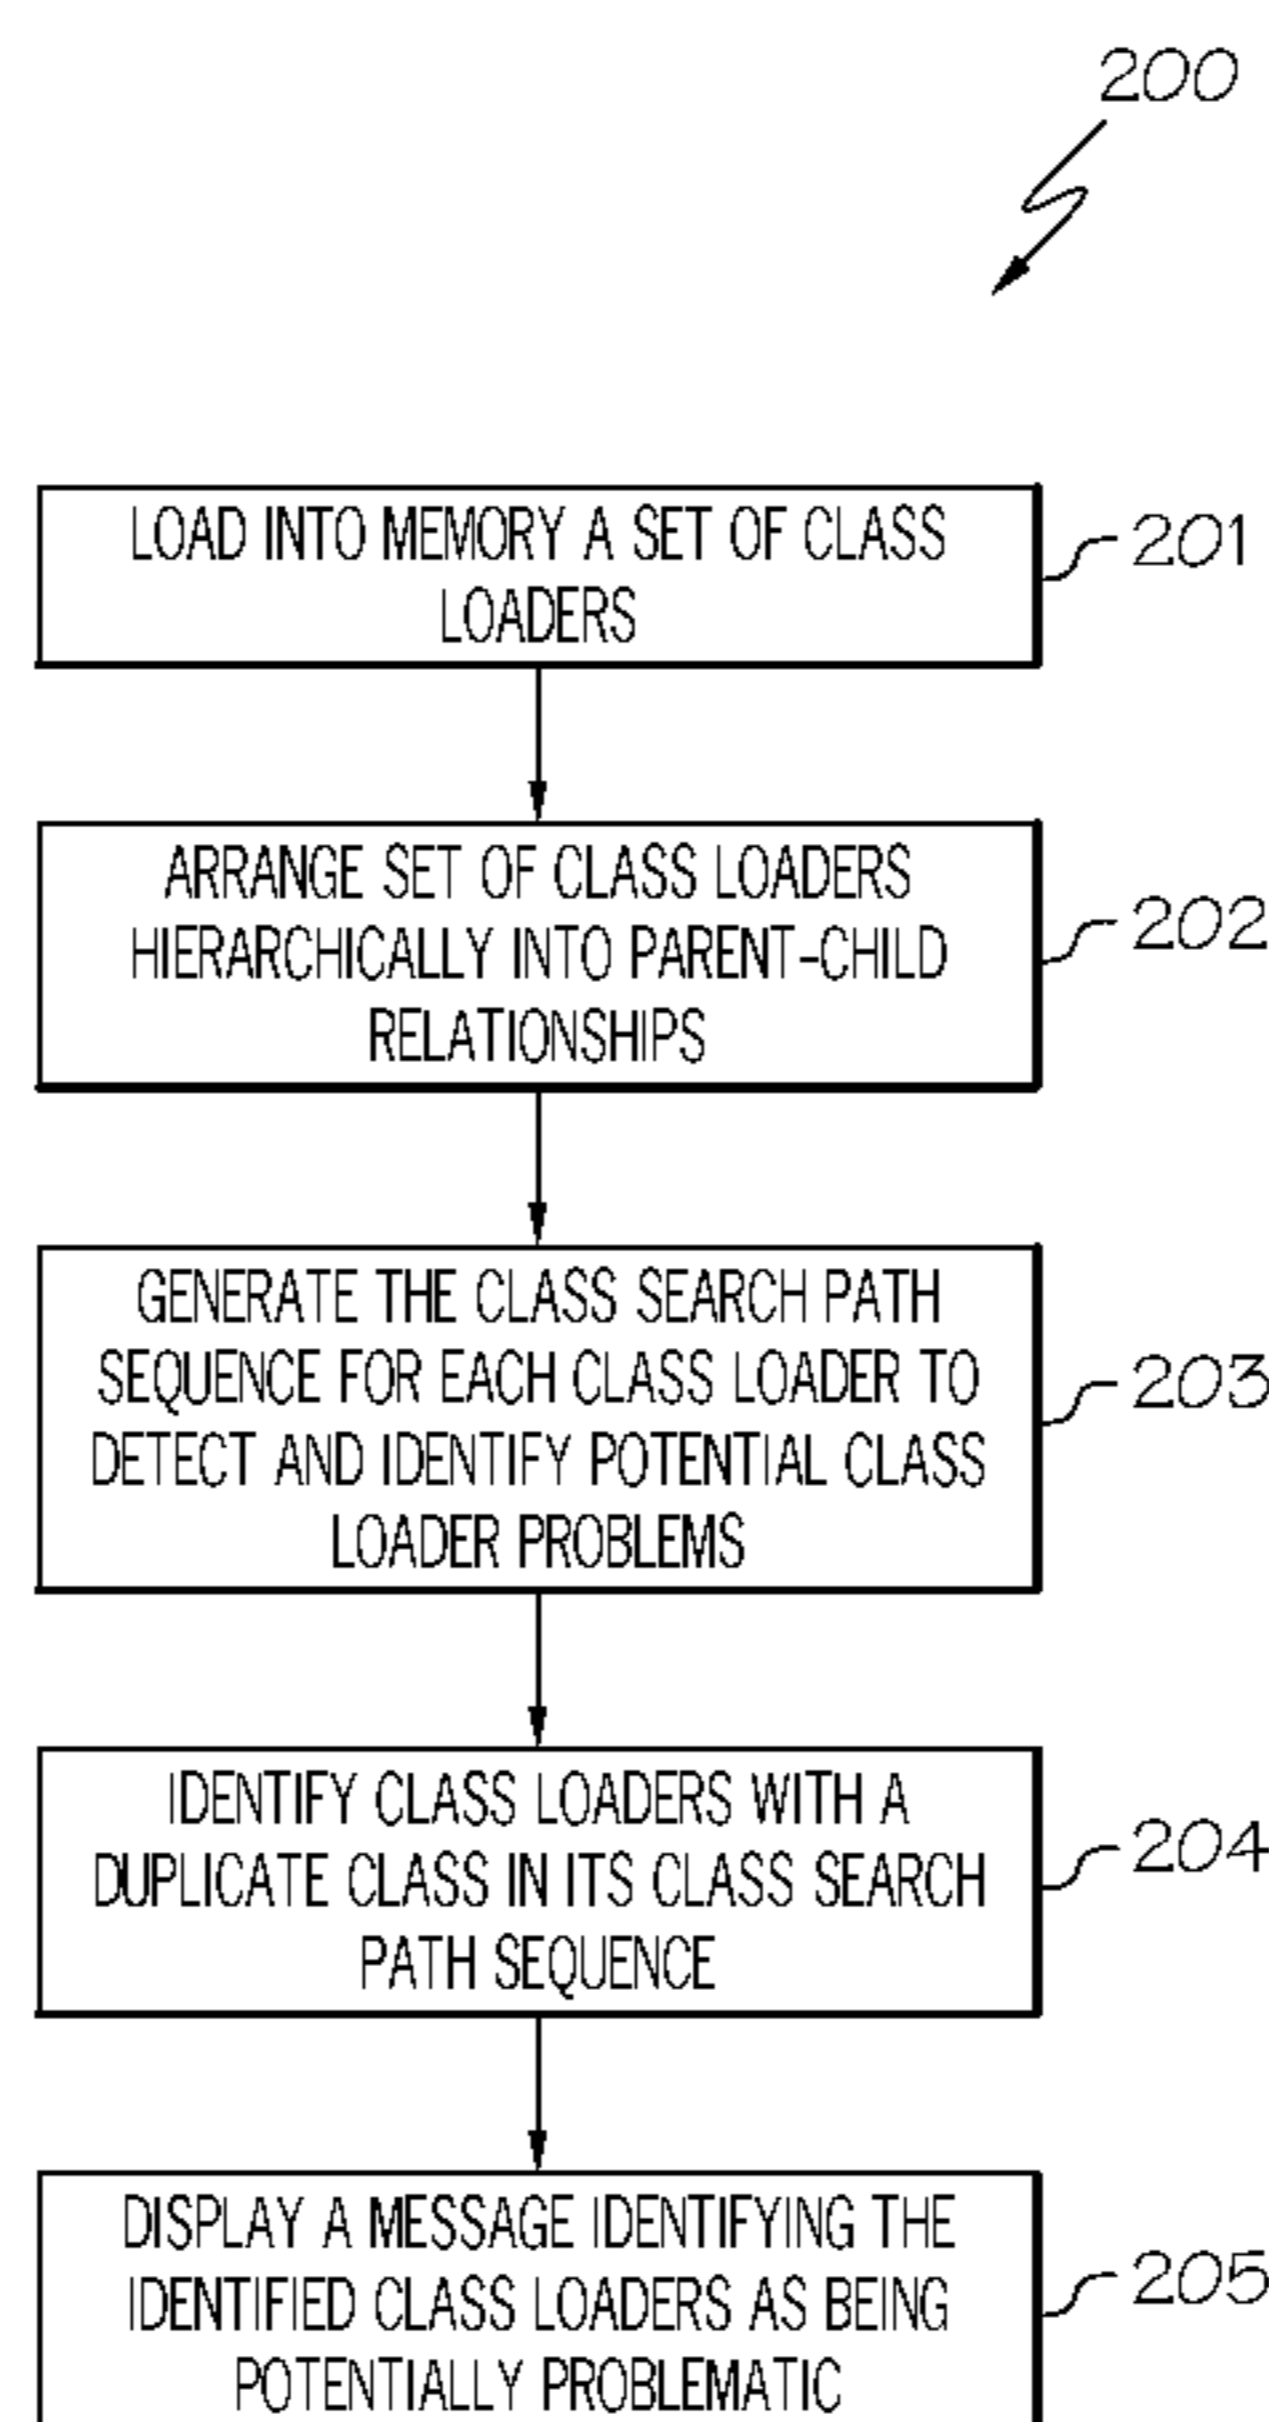 200
LOAD INTO MEMORY A SET OF CLASS
LOADERS
201
ARRANGE SET OF CLASS LOADERS
HIERARCHICALLY INTO PARENT-CHILD
RELATIONSHIPS
202
GENERATE THE CLASS SEARCH PATH
SEQUENCE FOR EACH CLASS LOADER TO
DETECT AND IDENTIFY POTENTIAL CLASS
LOADER PROBLEMS
203
IDENTIFY CLASS LOADERS WITH A
DUPLICATE CLASS IN ITS CLASS SEARCH
PATH SEQUENCE
204
DISPLAY A MESSAGE IDENTIFYING THE
IDENTIFIED CLASS LOADERS AS BEING
POTENTIALLY PROBLEMATIC
205